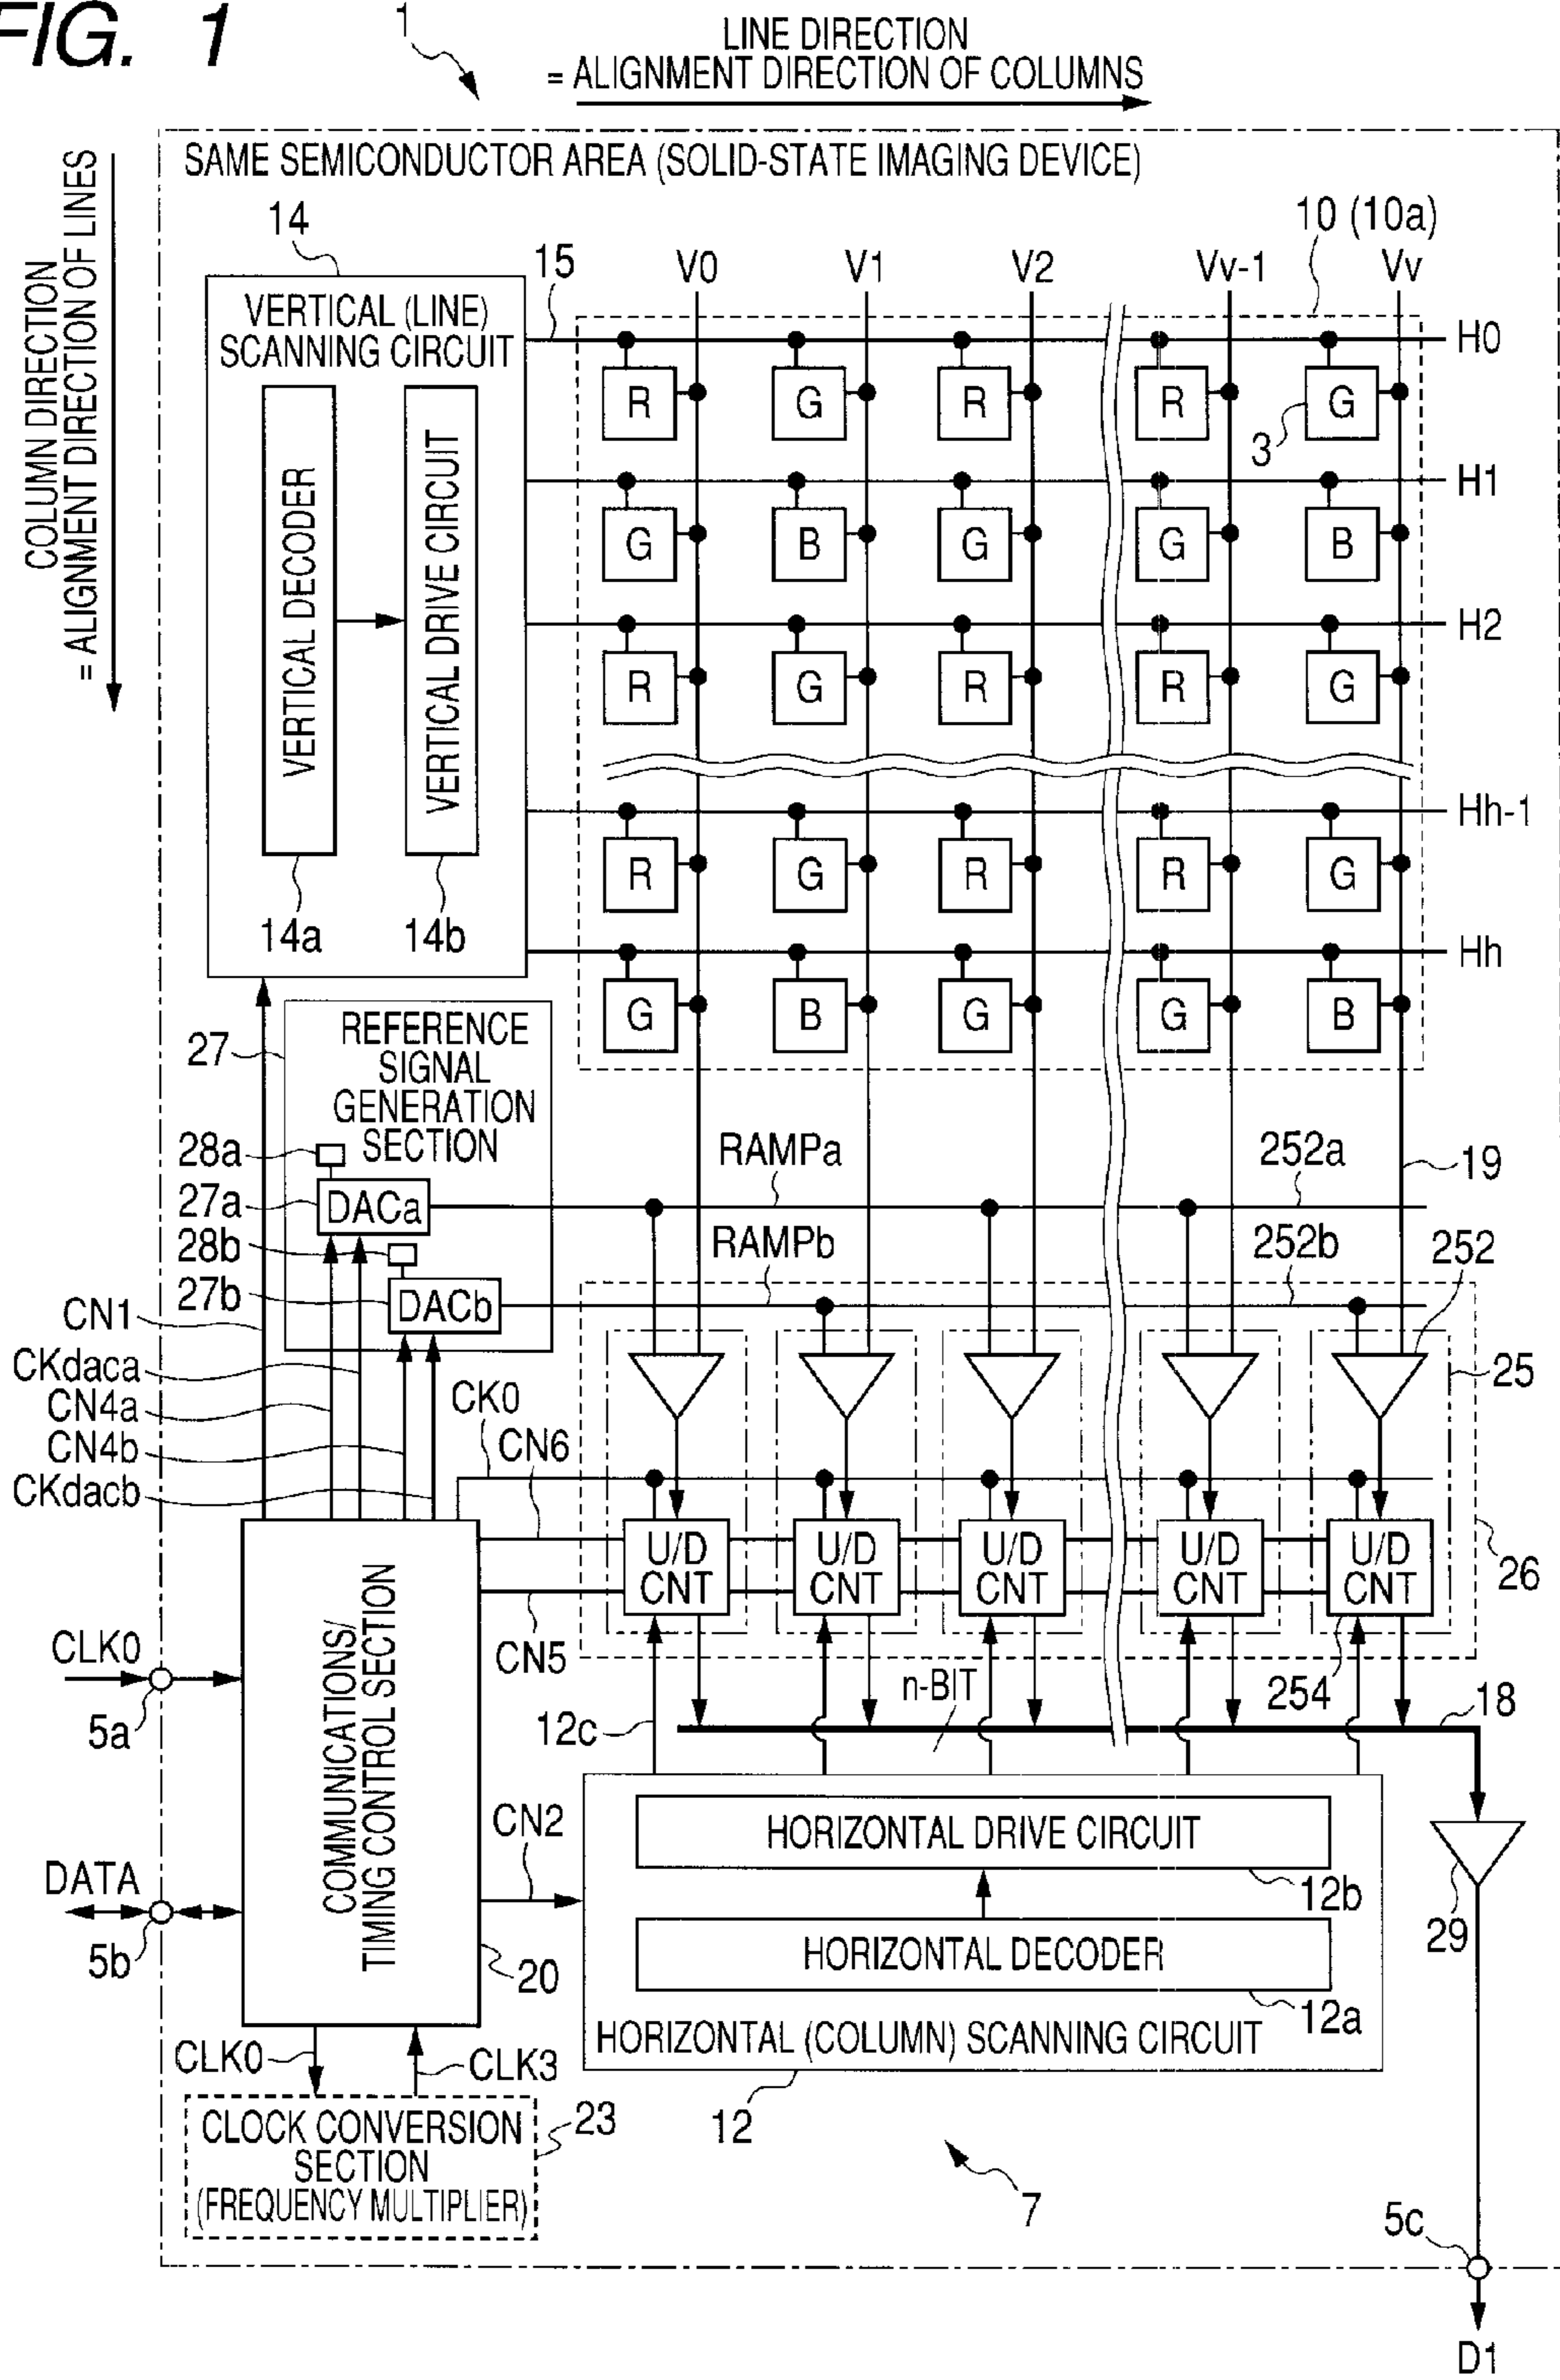 FIG. 1
1
LINE DIRECTION
= ALIGNMENT DIRECTION OF COLUMNS
COLUMN DIRECTION
= ALIGNMENT DIRECTION OF LINES
SAME SEMICONDUCTOR AREA (SOLID-STATE IMAGING DEVICE)
14
15
V0
V1
V2
Vv-1
Vv
10 (10a)
VERTICAL (LINE)
SCANNING CIRCUIT
VERTICAL DECODER
VERTICAL DRIVE CIRCUIT
14a
14b
H0
R
G
R
R
G
3
H1
G
B
G
G
B
H2
R
G
R
R
G
Hh-1
R
G
R
R
G
Hh
G
B
G
G
B
27
REFERENCE
SIGNAL
GENERATION
SECTION
28a
27a
DACa
28b
27b
DACb
RAMPa
252a
19
RAMPb
252b
252
CN1
CKdaca
CN4a
CN4b
CKdacb
CK0
CN6
25
U/D
CNT
U/D
CNT
U/D
CNT
U/D
CNT
U/D
CNT
26
CN5
254
CLK0
5a
COMMUNICATIONS/
TIMING CONTROL SECTION
12c
n-BIT
18
DATA
5b
CN2
20
HORIZONTAL DRIVE CIRCUIT
12b
HORIZONTAL DECODER
12a
HORIZONTAL (COLUMN) SCANNING CIRCUIT
12
29
CLK0
CLK3
CLOCK CONVERSION
SECTION
(FREQUENCY MULTIPLIER)
23
7
5c
D1